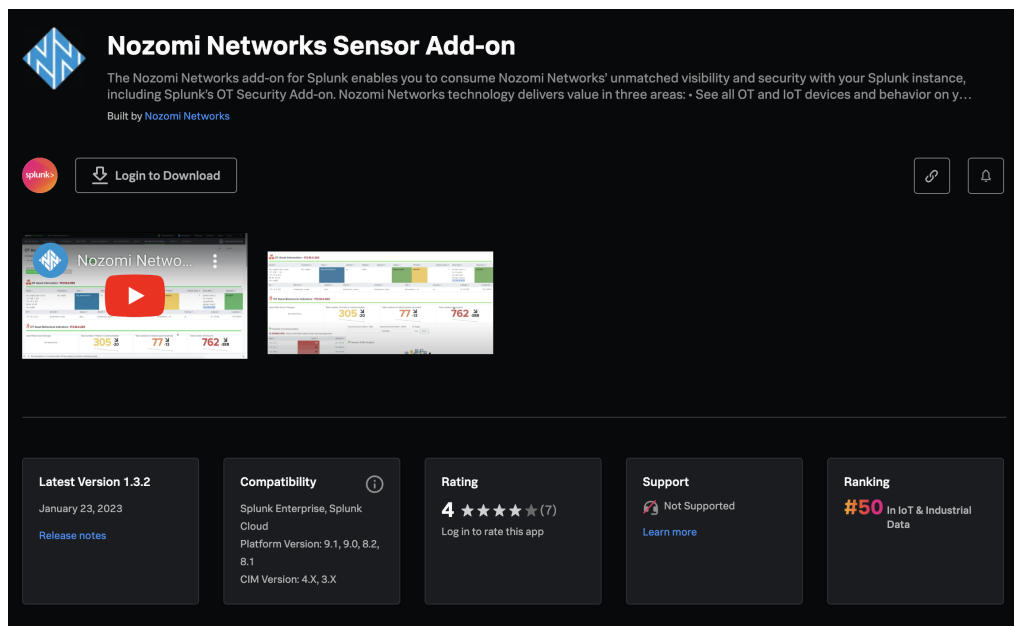 Nozomi Networks Sensor Add-on
The Nozomi Networks add-on for Splunk enables you to consume Nozomi Networks’ unmatched visibility and security with your Splunk instance,
including Splunk’s OT Security Add-on. Nozomi Networks technology delivers value in three areas: • See all OT and IoT devices and behavior on y…
Built by Nozomi Networks
splunk>
Login to Download
Nozomi Netwo...
305
77
762
305
77
762
Latest Version 1.3.2
January 23, 2023
Release notes
Compatibility
Splunk Enterprise, Splunk
Cloud
Platform Version: 9.1, 9.0, 8.2,
8.1
CIM Version: 4.X, 3.X
Rating
4 (7)
Log in to rate this app
Support
Not Supported
Learn more
Ranking
#50 In IoT & Industrial
Data